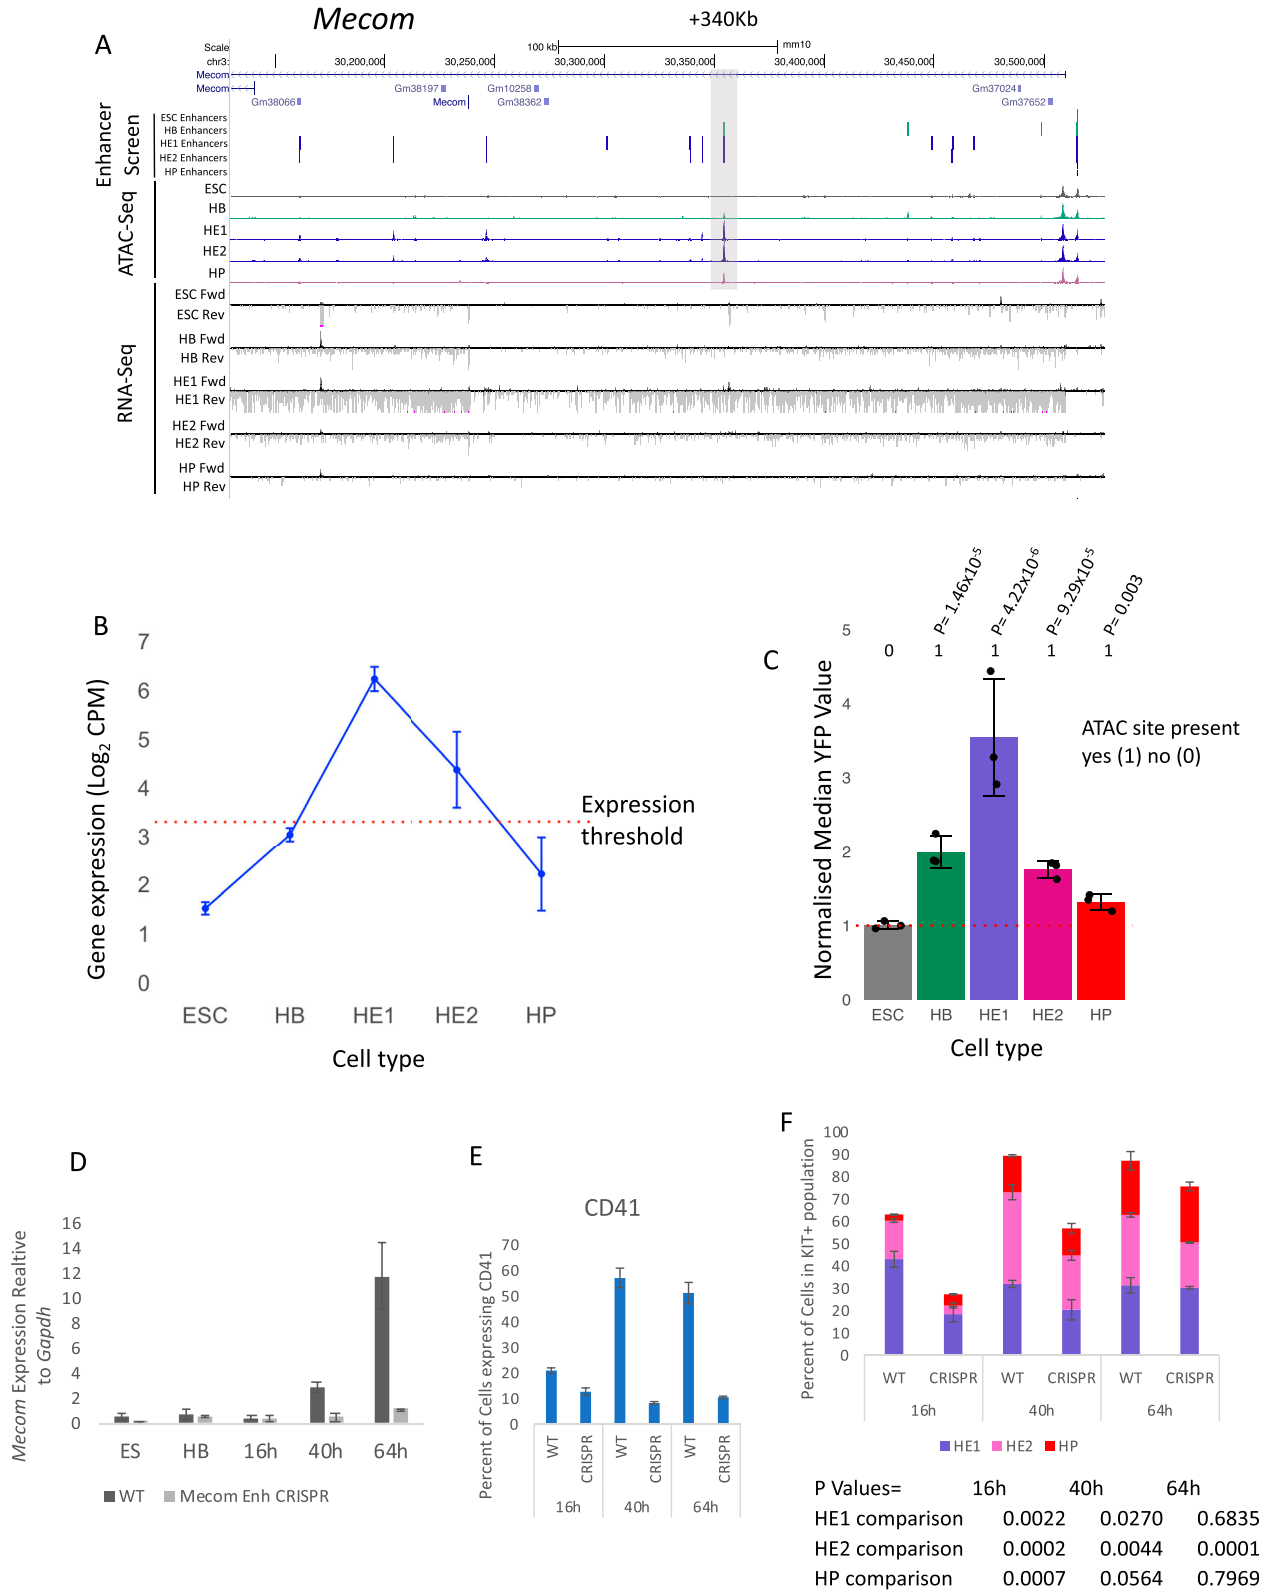 Mecom
+340Kb
A
Scale
100 kb
mm10
chr3:
30,200,000
30,250,000
30,300,000
30,350,000
30,400,000
30,450,000
30,500,000
Mecom
Mecom
Gm38197
Gm10258
Gm37024
Gm38066
Mecom
Gm38362
Gm37652
Enhancer
Screen
ESC Enhancers
HB Enhancers
HE1 Enhancers
HE2 Enhancers
HP Enhancers
ATAC-Seq
ESC
HB
HE1
HE2
HP
RNA-Seq
ESC Fwd
ESC Rev
HB Fwd
HB Rev
HE1 Fwd
HE1 Rev
HE2 Fwd
HE2 Rev
HP Fwd
HP Rev
B
Gene expression (Log2 CPM)
7
6
5
4
3
2
1
0
Expression
threshold
ESC HB HE1 HE2 HP
Cell type
C
Normalised Median YFP Value
P= 1.46x10-5
P= 4.22x10-6
P= 9.29x10-5
P= 0.003
0 1 1 1 1
5
4
3
2
1
0
ATAC site present
yes (1) no (0)
ESC HB HE1 HE2 HP
Cell type
D
Mecom Expression Realtive
to Gapdh
16
14
12
10
8
6
4
2
0
ES HB 16h 40h 64h
WT Mecom Enh CRISPR
E
CD41
Percent of Cells expressing CD41
70
60
50
40
30
20
10
0
WT CRISPR WT CRISPR WT CRISPR
16h 40h 64h
F
Percent of Cells in KIT+ population
100
90
80
70
60
50
40
30
20
10
0
WT CRISPR WT CRISPR WT CRISPR
16h 40h 64h
HE1 HE2 HP
P Values= 16h 40h 64h
HE1 comparison 0.0022 0.0270 0.6835
HE2 comparison 0.0002 0.0044 0.0001
HP comparison 0.0007 0.0564 0.7969